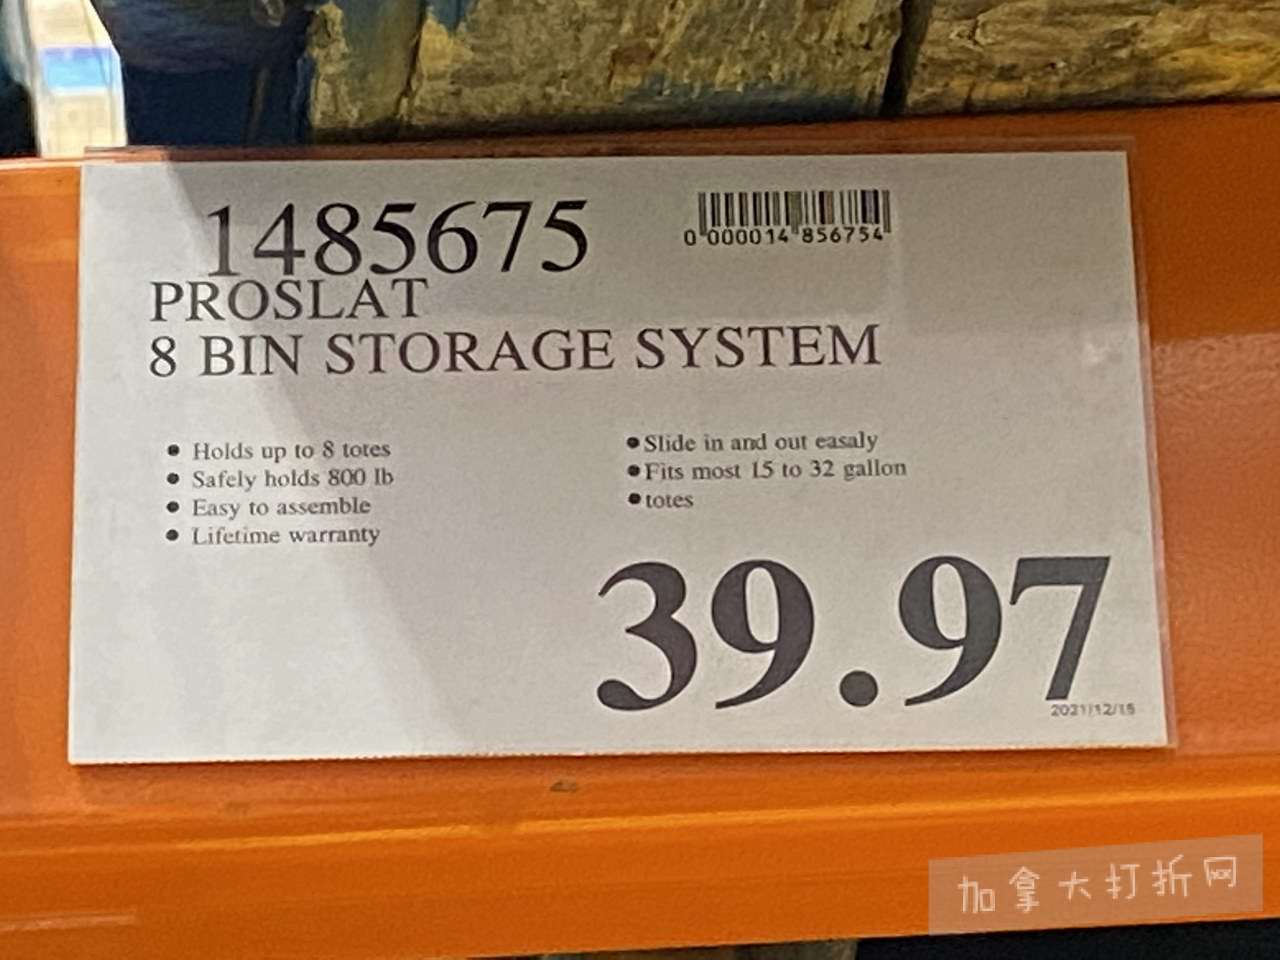 1485675
0 000014 856754
PROSLAT
8 BIN STORAGE SYSTEM
• Holds up to 8 totes
• Safely holds 800 lb
• Easy to assemble
• Lifetime warranty
• Slide in and out easaly
• Fits most 15 to 32 gallon
• totes
39.97
2021/12/15
加拿大打折网